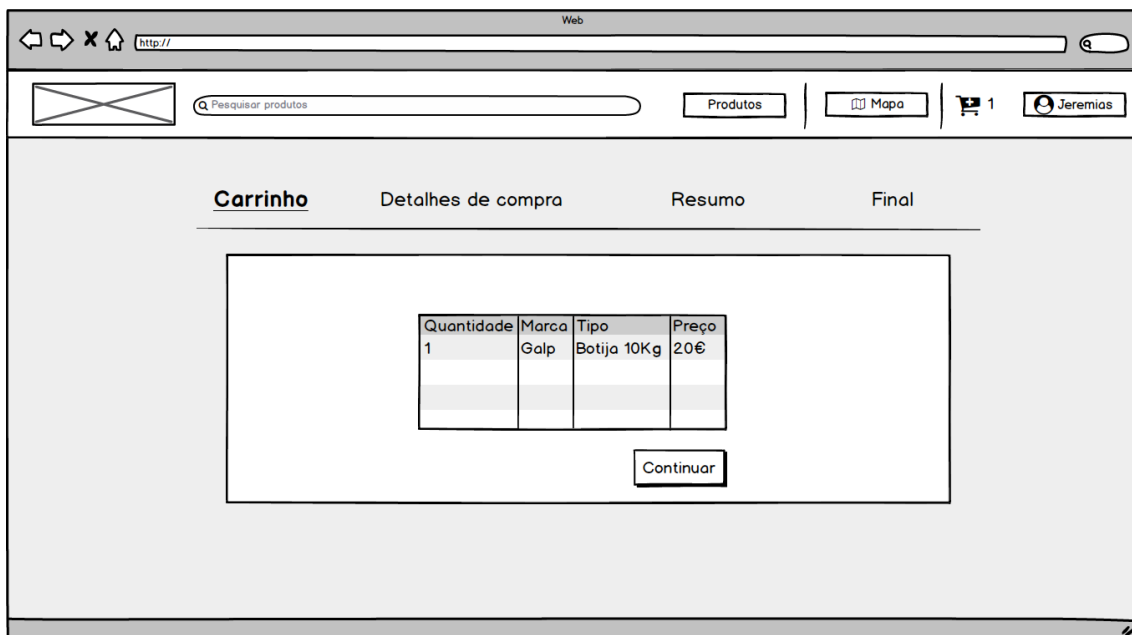 Web
http://
Pesquisar produtos
Produtos
Mapa
1
Jeremias
Carrinho Detalhes de compra Resumo Final
Quantidade Marca Tipo Preço
1 Galp Botija 10Kg 20€
Continuar